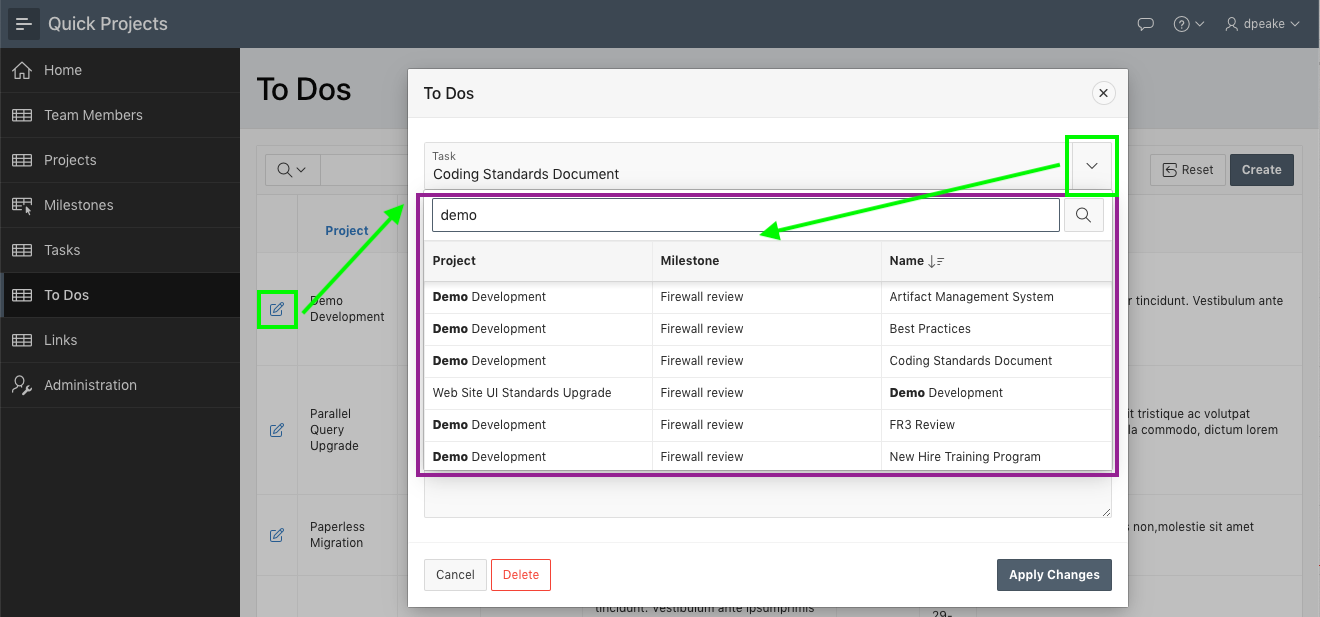 Quick Projects
dpeake
Home
Team Members
Projects
Milestones
Tasks
To Dos
Links
Administration
To Dos
Reset
Create
Project
Demo
Development
r tincidunt. Vestibulum ante
Parallel
Query
Upgrade
it tristique ac volutpat
la commodo, dictum lorem
Paperless
Migration
s non,molestie sit amet
tincidunt. Vestibulum ante ipsumprimis
29-
To Dos
Task
Coding Standards Document
demo
Project Milestone Name
Demo Development Firewall review Artifact Management System
Demo Development Firewall review Best Practices
Demo Development Firewall review Coding Standards Document
Web Site UI Standards Upgrade Firewall review Demo Development
Demo Development Firewall review FR3 Review
Demo Development Firewall review New Hire Training Program
Cancel
Delete
Apply Changes